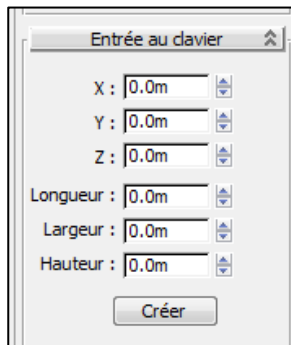 Entrée au clavier
X : 0.0m
Y : 0.0m
Z : 0.0m
Longueur : 0.0m
Largeur : 0.0m
Hauteur : 0.0m
Créer